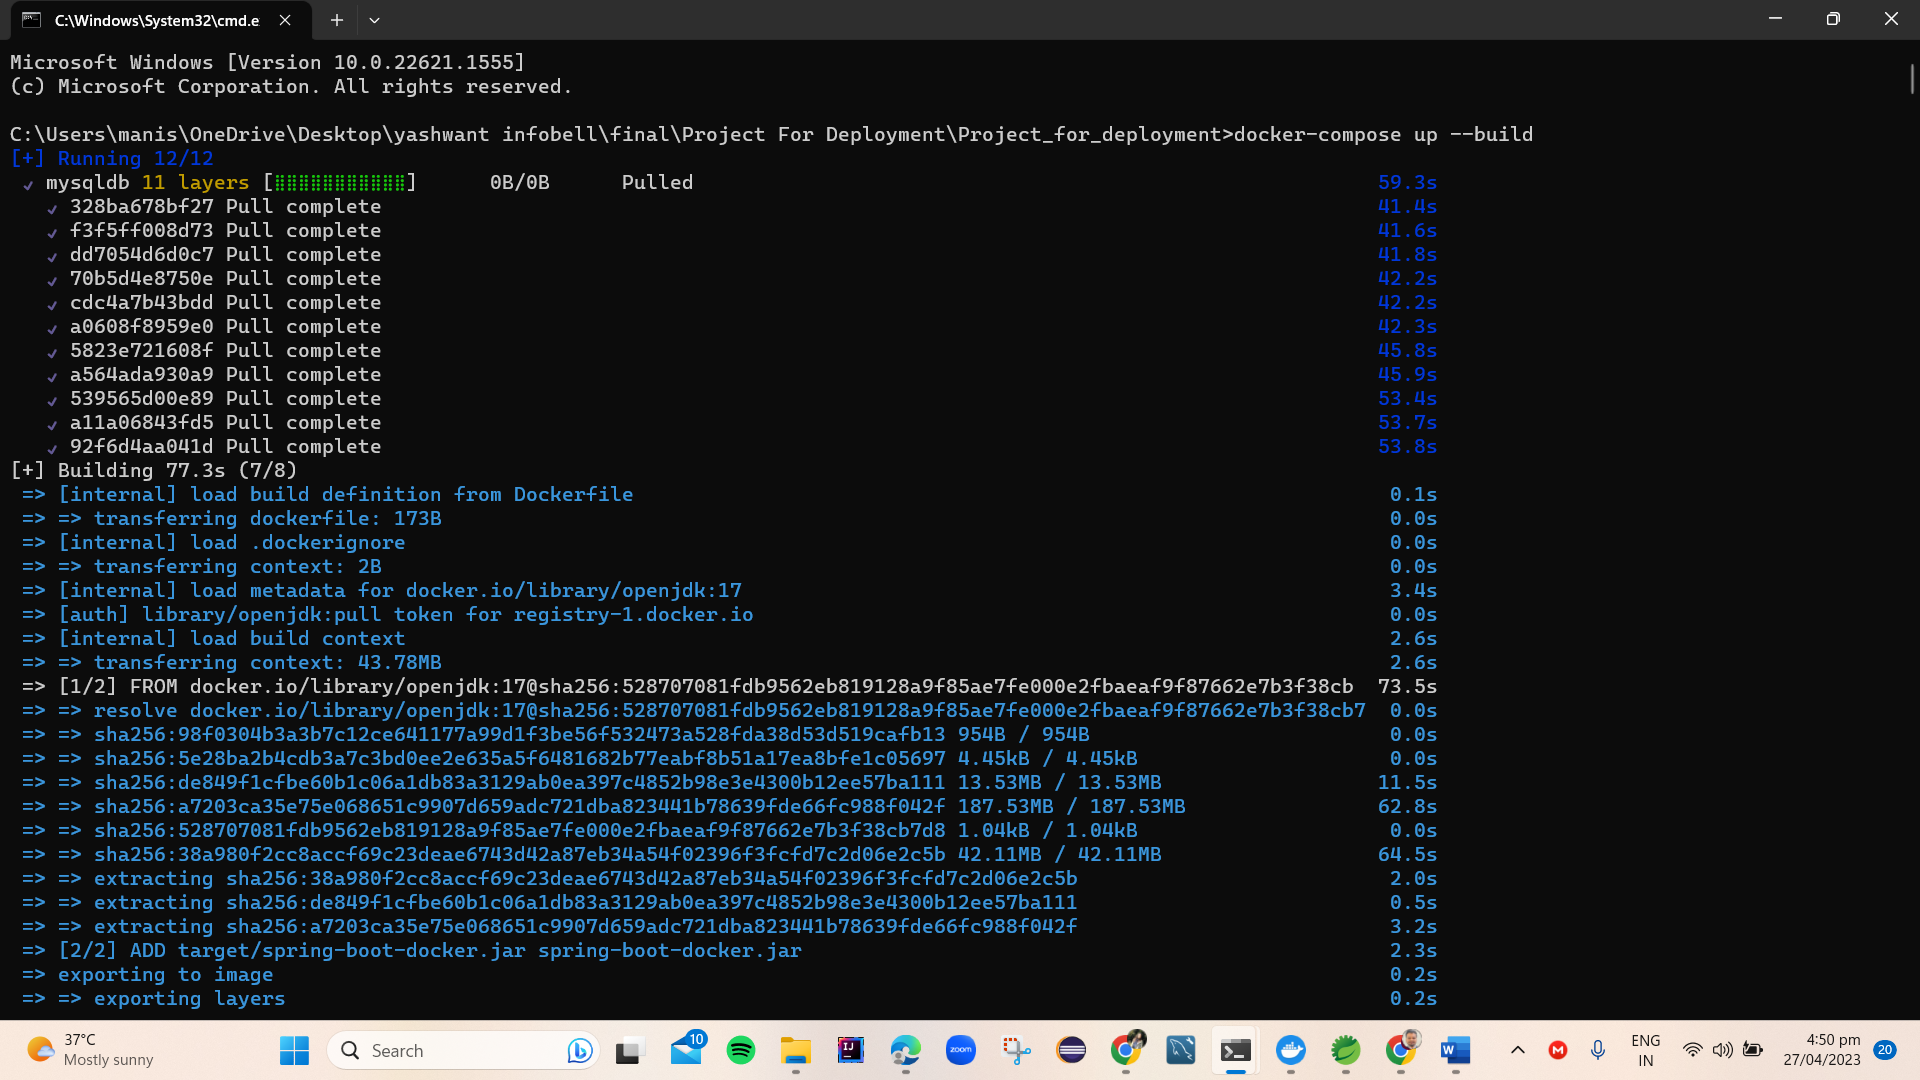 C:\Windows\System32\cmd.e
Microsoft Windows [Version 10.0.22621.1555]
(c) Microsoft Corporation. All rights reserved.
C:\Users\manis\OneDrive\Desktop\yashwant infobell\final\Project For Deployment\Project_for_deployment>docker-compose up --build
[+] Running 12/12
✓ mysqldb 11 layers [⣿⣿⣿⣿⣿⣿⣿⣿⣿⣿⣿] 0B/0B Pulled 59.3s
✓ 328ba678bf27 Pull complete 41.4s
✓ f3f5ff008d73 Pull complete 41.6s
✓ dd7054d6d0c7 Pull complete 41.8s
✓ 70b5d4e8750e Pull complete 42.2s
✓ cdc4a7b43bdd Pull complete 42.2s
✓ a0608f8959e0 Pull complete 42.3s
✓ 5823e721608f Pull complete 45.8s
✓ a564ada930a9 Pull complete 45.9s
✓ 539565d00e89 Pull complete 53.4s
✓ a11a06843fd5 Pull complete 53.7s
✓ 92f6d4aa041d Pull complete 53.8s
[+] Building 77.3s (7/8)
=> [internal] load build definition from Dockerfile 0.1s
=> => transferring dockerfile: 173B 0.0s
=> [internal] load .dockerignore 0.0s
=> => transferring context: 2B 0.0s
=> [internal] load metadata for docker.io/library/openjdk:17 3.4s
=> [auth] library/openjdk:pull token for registry-1.docker.io 0.0s
=> [internal] load build context 2.6s
=> => transferring context: 43.78MB 2.6s
=> [1/2] FROM docker.io/library/openjdk:17@sha256:528707081fdb9562eb819128a9f85ae7fe000e2fbaeaf9f87662e7b3f38cb 73.5s
=> => resolve docker.io/library/openjdk:17@sha256:528707081fdb9562eb819128a9f85ae7fe000e2fbaeaf9f87662e7b3f38cb7 0.0s
=> => sha256:98f0304b3a3b7c12ce641177a99d1f3be56f532473a528fda38d53d519cafb13 954B / 954B 0.0s
=> => sha256:5e28ba2b4cdb3a7c3bd0ee2e635a5f6481682b77eabf8b51a17ea8bfe1c05697 4.45kB / 4.45kB 0.0s
=> => sha256:de849f1cfbe60b1c06a1db83a3129ab0ea397c4852b98e3e4300b12ee57ba111 13.53MB / 13.53MB 11.5s
=> => sha256:a7203ca35e75e068651c9907d659adc721dba823441b78639fde66fc988f042f 187.53MB / 187.53MB 62.8s
=> => sha256:528707081fdb9562eb819128a9f85ae7fe000e2fbaeaf9f87662e7b3f38cb7d8 1.04kB / 1.04kB 0.0s
=> => sha256:38a980f2cc8accf69c23deae6743d42a87eb34a54f02396f3fcfd7c2d06e2c5b 42.11MB / 42.11MB 64.5s
=> => extracting sha256:38a980f2cc8accf69c23deae6743d42a87eb34a54f02396f3fcfd7c2d06e2c5b 2.0s
=> => extracting sha256:de849f1cfbe60b1c06a1db83a3129ab0ea397c4852b98e3e4300b12ee57ba111 0.5s
=> => extracting sha256:a7203ca35e75e068651c9907d659adc721dba823441b78639fde66fc988f042f 3.2s
=> [2/2] ADD target/spring-boot-docker.jar spring-boot-docker.jar 2.3s
=> exporting to image 0.2s
=> => exporting layers 0.2s
37°C
Mostly sunny
Search
10
IJ
zoom
W
M
ENG
IN
4:50 pm
27/04/2023
20